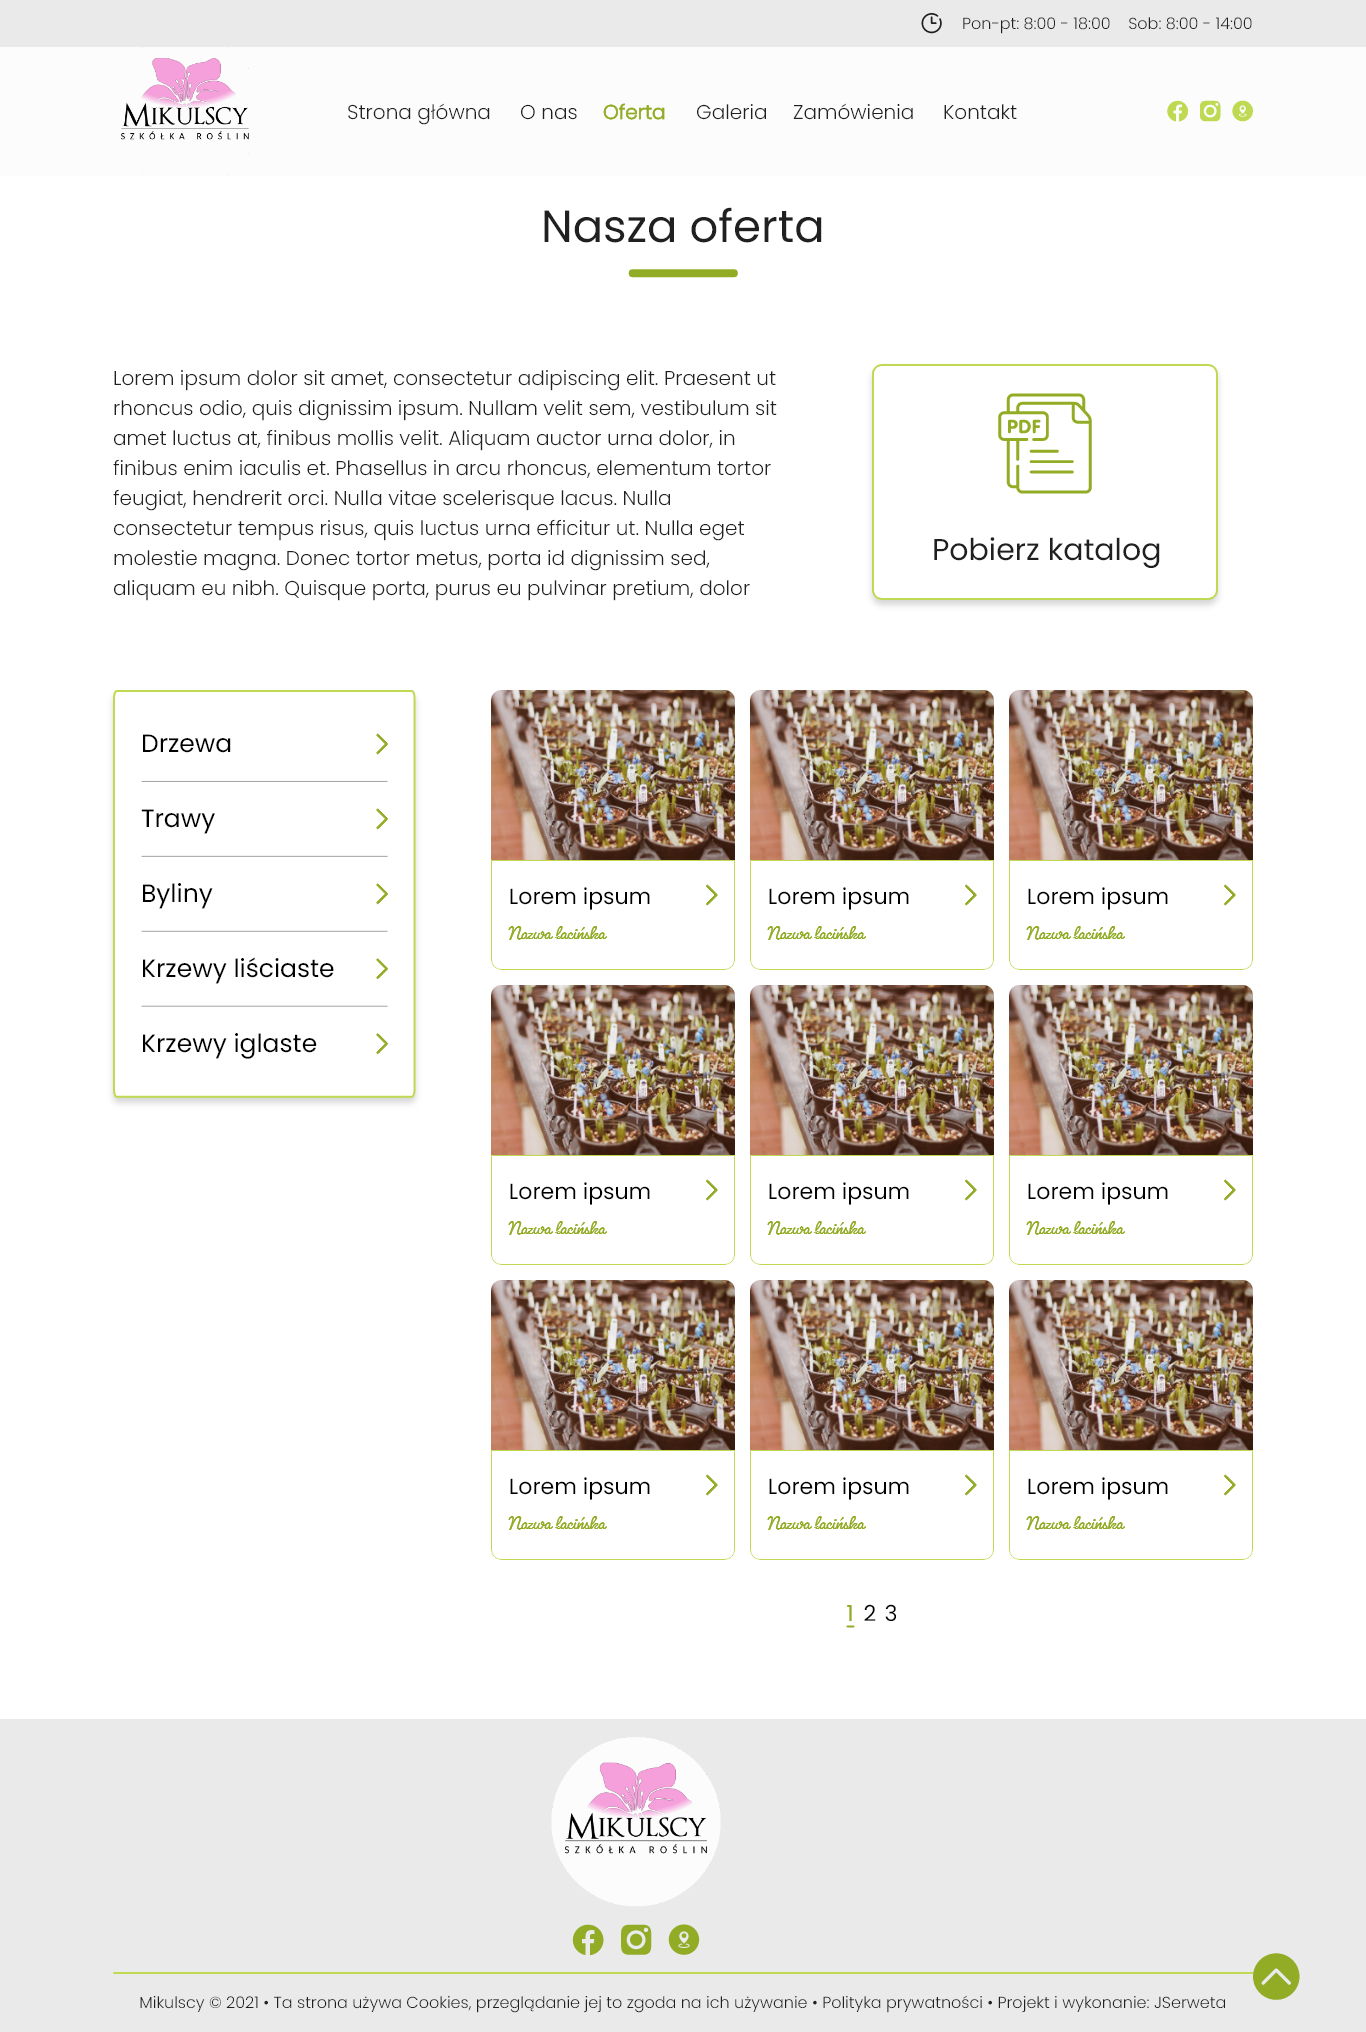 Pon-pt: 8:00 - 18:00 Sob: 8:00 - 14:00
MIKULSCY
SZKÓŁKA ROŚLIN
Strona główna O nas Oferta Galeria Zamówienia Kontakt
Nasza oferta
Lorem ipsum dolor sit amet, consectetur adipiscing elit. Praesent ut
rhoncus odio, quis dignissim ipsum. Nullam velit sem, vestibulum sit
amet luctus at, finibus mollis velit. Aliquam auctor urna dolor, in
finibus enim iaculis et. Phasellus in arcu rhoncus, elementum tortor
feugiat, hendrerit orci. Nulla vitae scelerisque lacus. Nulla
consectetur tempus risus, quis luctus urna efficitur ut. Nulla eget
molestie magna. Donec tortor metus, porta id dignissim sed,
aliquam eu nibh. Quisque porta, purus eu pulvinar pretium, dolor
PDF
Pobierz katalog
Drzewa
Trawy
Byliny
Krzewy liściaste
Krzewy iglaste
Lorem ipsum Lorem ipsum Lorem ipsum
Nazwa łacińska Nazwa łacińska Nazwa łacińska
Lorem ipsum Lorem ipsum Lorem ipsum
Nazwa łacińska Nazwa łacińska Nazwa łacińska
Lorem ipsum Lorem ipsum Lorem ipsum
Nazwa łacińska Nazwa łacińska Nazwa łacińska
1 2 3
MIKULSCY
SZKÓŁKA ROŚLIN
Mikulscy © 2021 • Ta strona używa Cookies, przeglądanie jej to zgoda na ich używanie • Polityka prywatności • Projekt i wykonanie: JSerweta